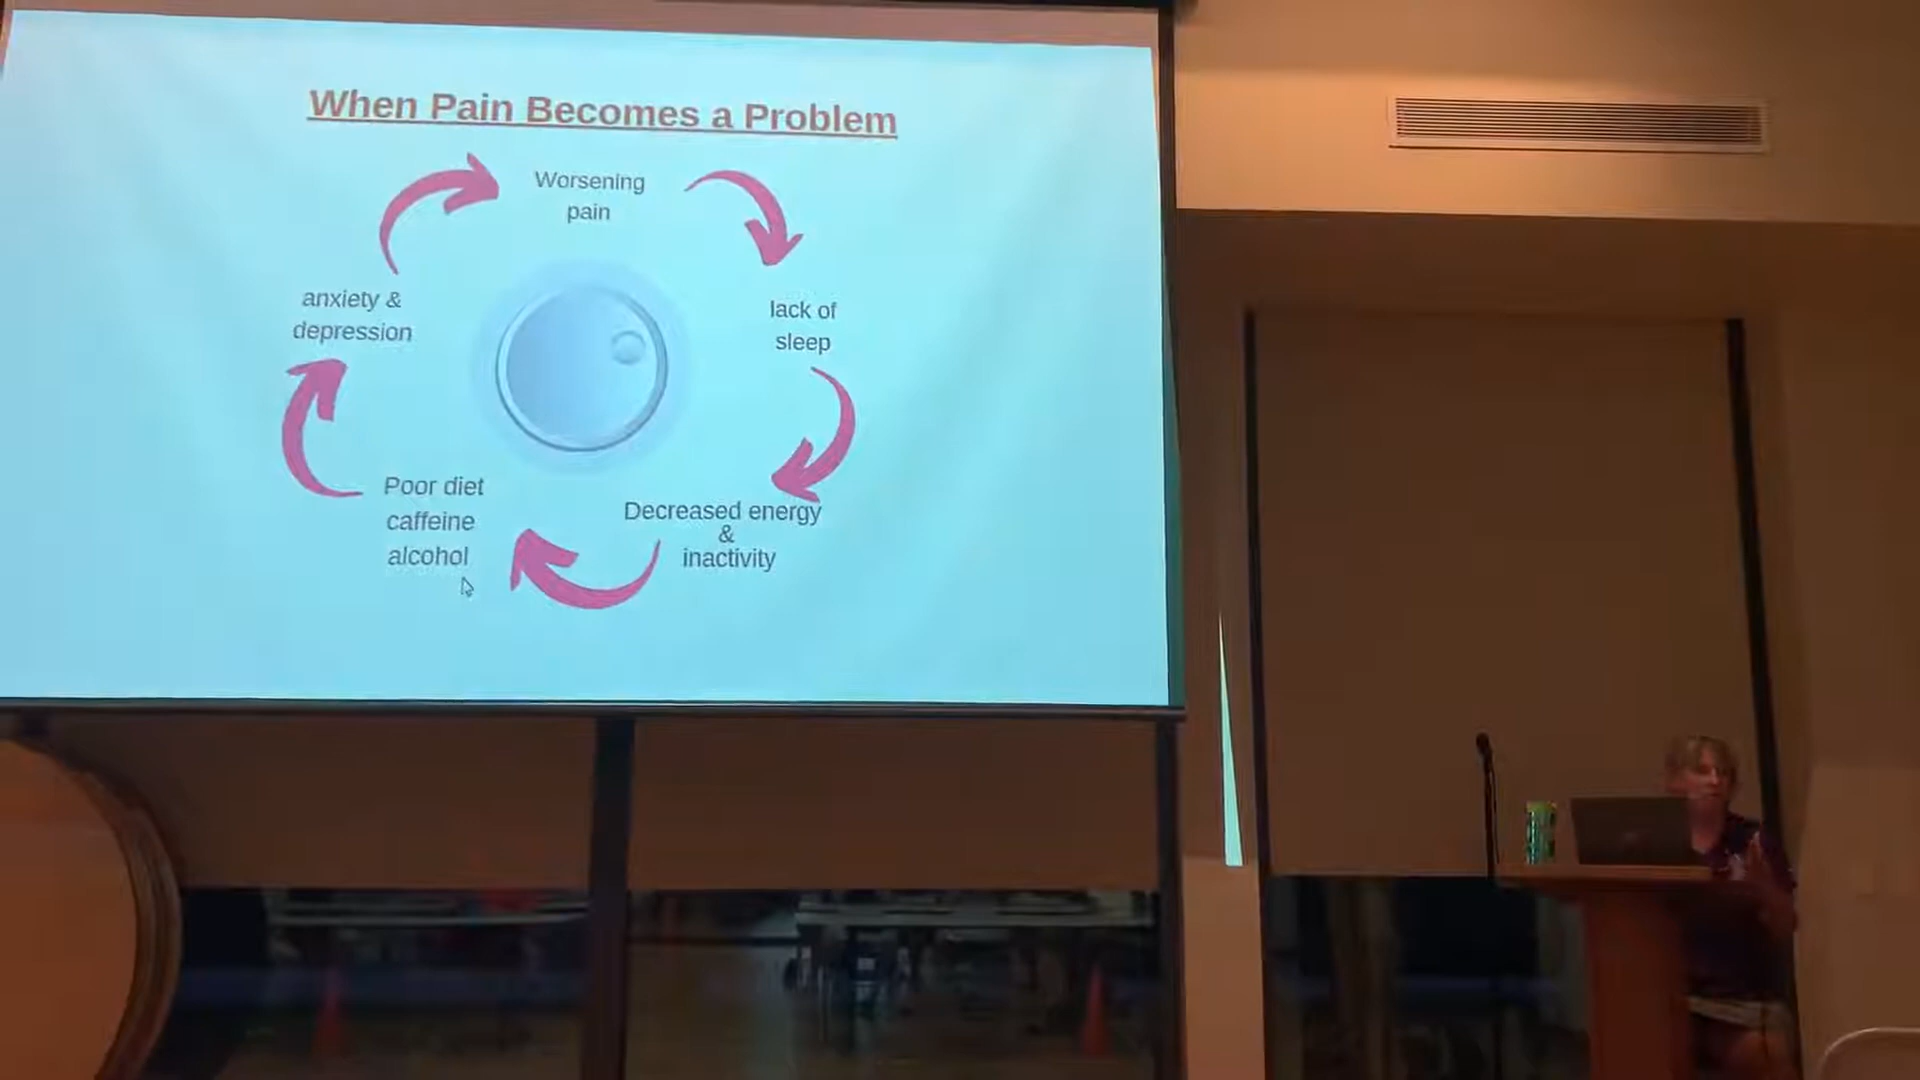 When Pain Becomes a Problem
Worsening
pain
lack of
sleep
Decreased energy
&
inactivity
Poor diet
caffeine
alcohol
anxiety &
depression